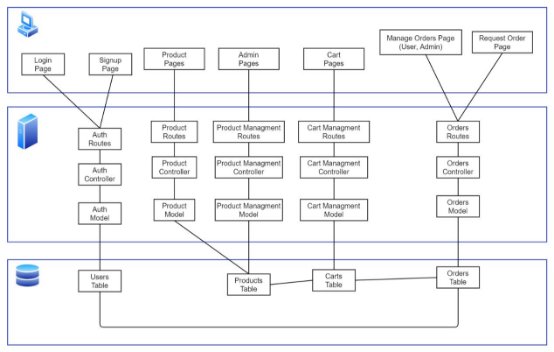 Manage Orders Page
(User, Admin)
Request Order
Page
Login
Page
Signup
Page
Product
Pages
Admin
Pages
Cart
Pages
Auth
Routes
Product
Routes
Product Managment
Routes
Cart Managment
Routes
Orders
Routes
Auth
Controller
Product
Controller
Product Managment
Controller
Cart Managment
Controller
Orders
Controller
Auth
Model
Product
Model
Product Managment
Model
Cart Managment
Model
Orders
Model
Users
Table
Products
Table
Carts
Table
Orders
Table